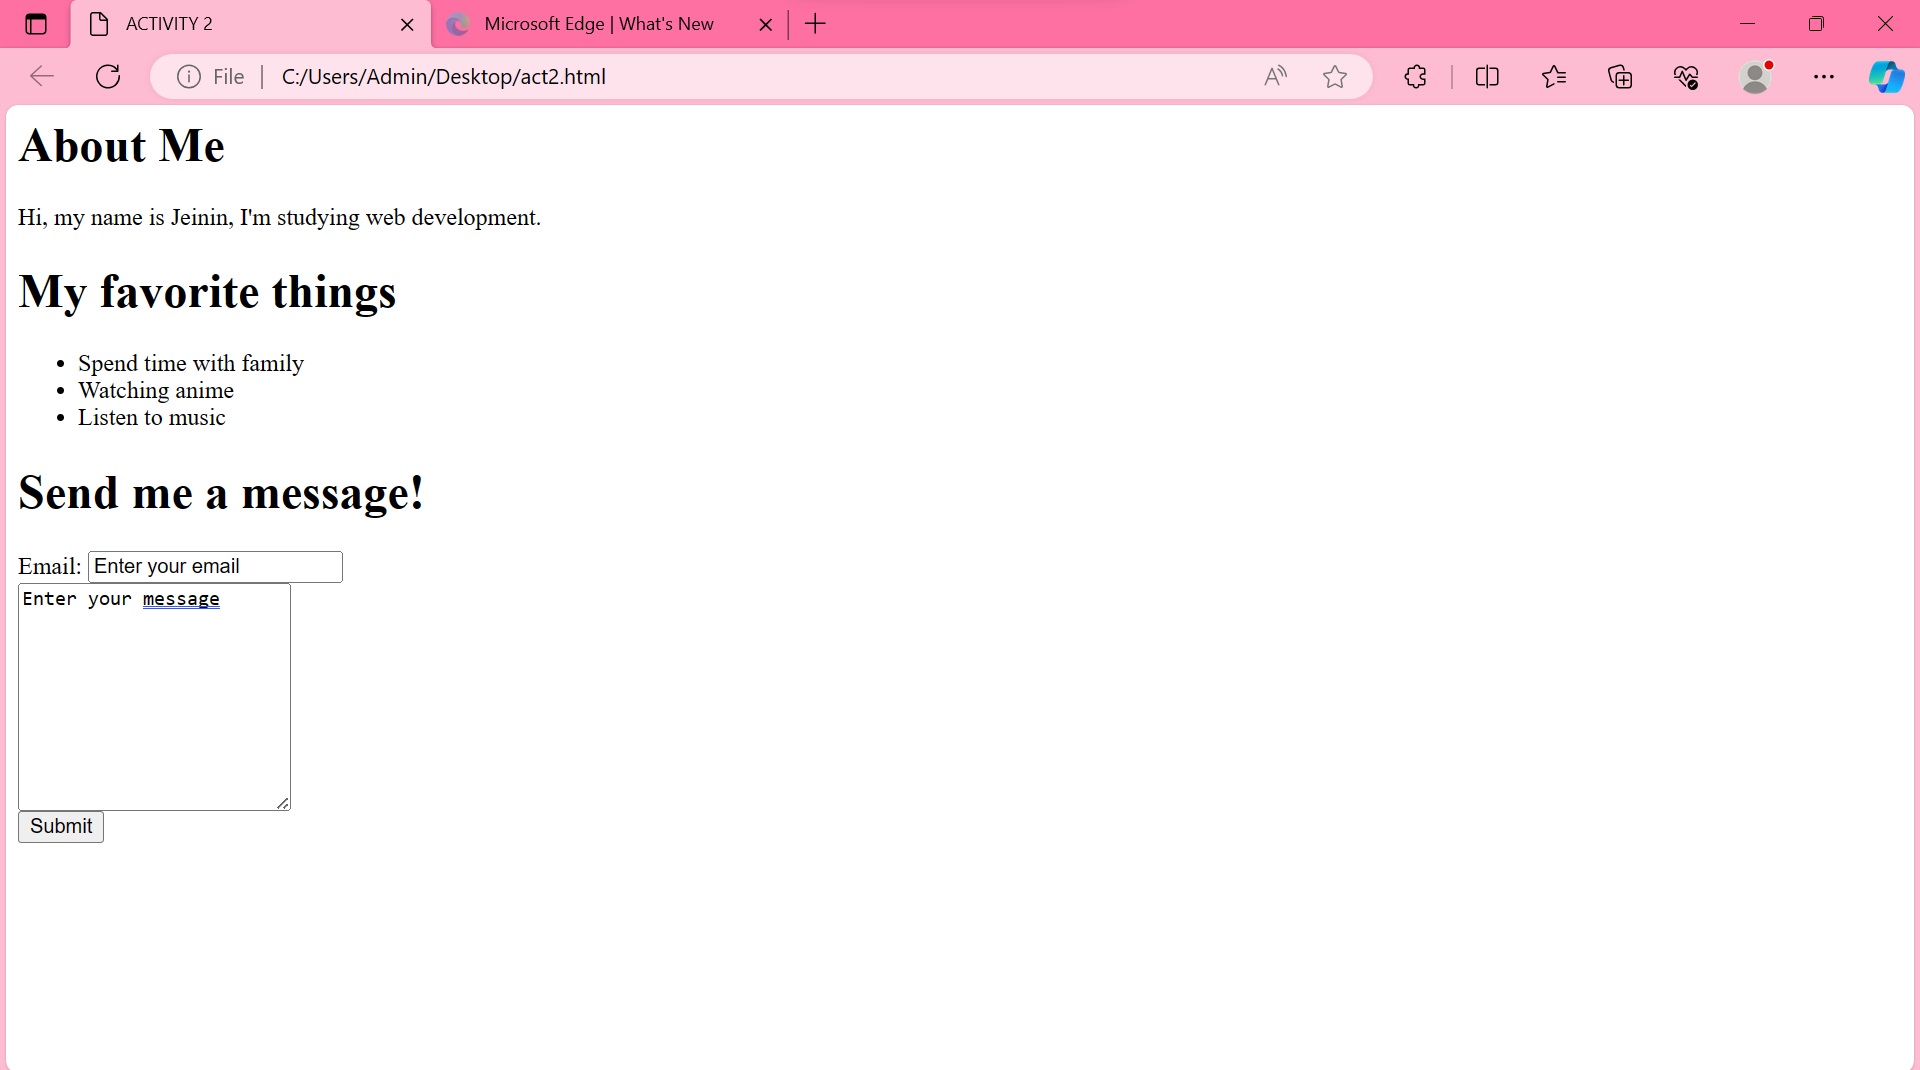 ACTIVITY 2
Microsoft Edge | What's New
File
C:/Users/Admin/Desktop/act2.html
About Me
Hi, my name is Jeinin, I'm studying web development.
My favorite things
Spend time with family
Watching anime
Listen to music
Send me a message!
Email: Enter your email
Enter your message
Submit